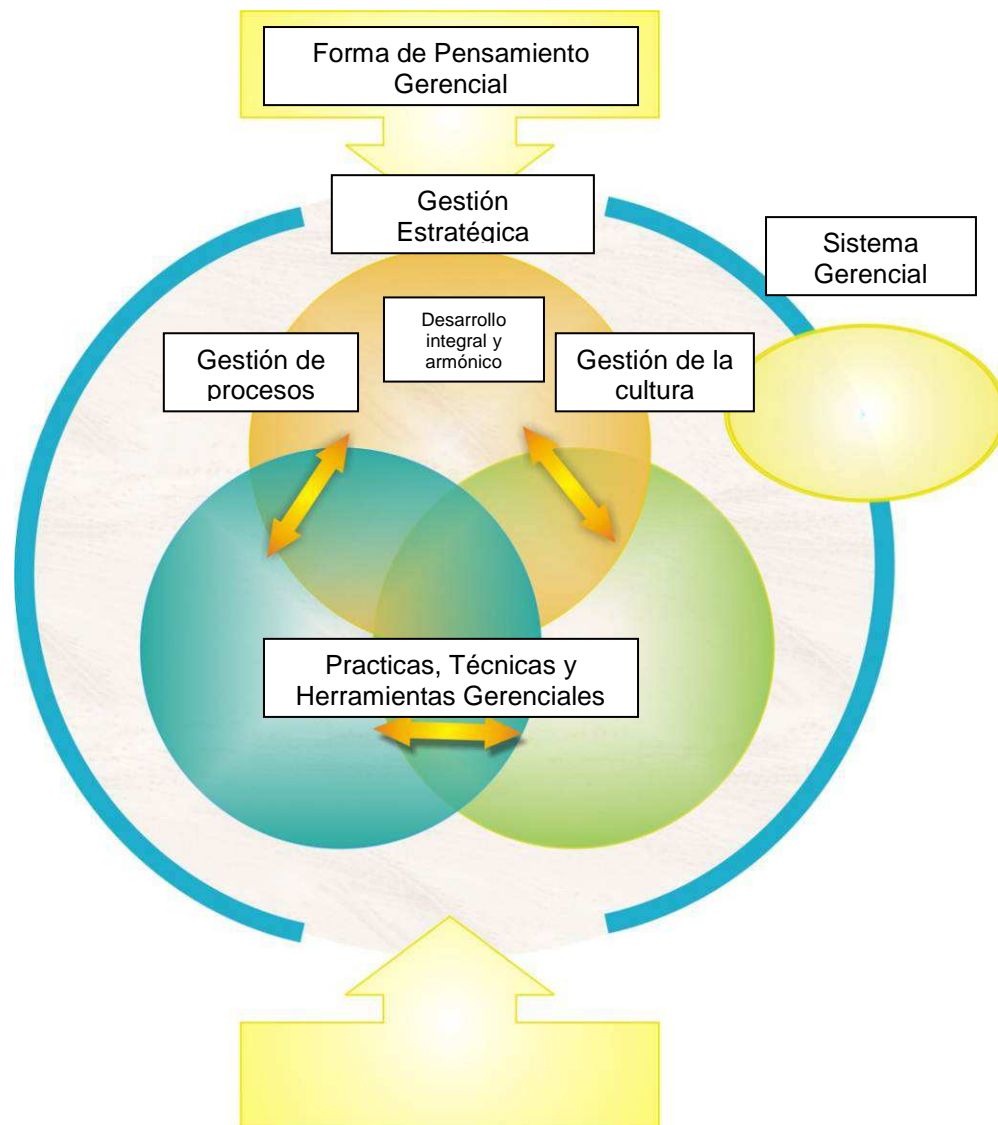 Forma de Pensamiento
Gerencial
Gestión
Estratégica
Sistema
Gerencial
Desarrollo
integral y
armónico
Gestión de
procesos
Gestión de la
cultura
Practicas, Técnicas y
Herramientas Gerenciales